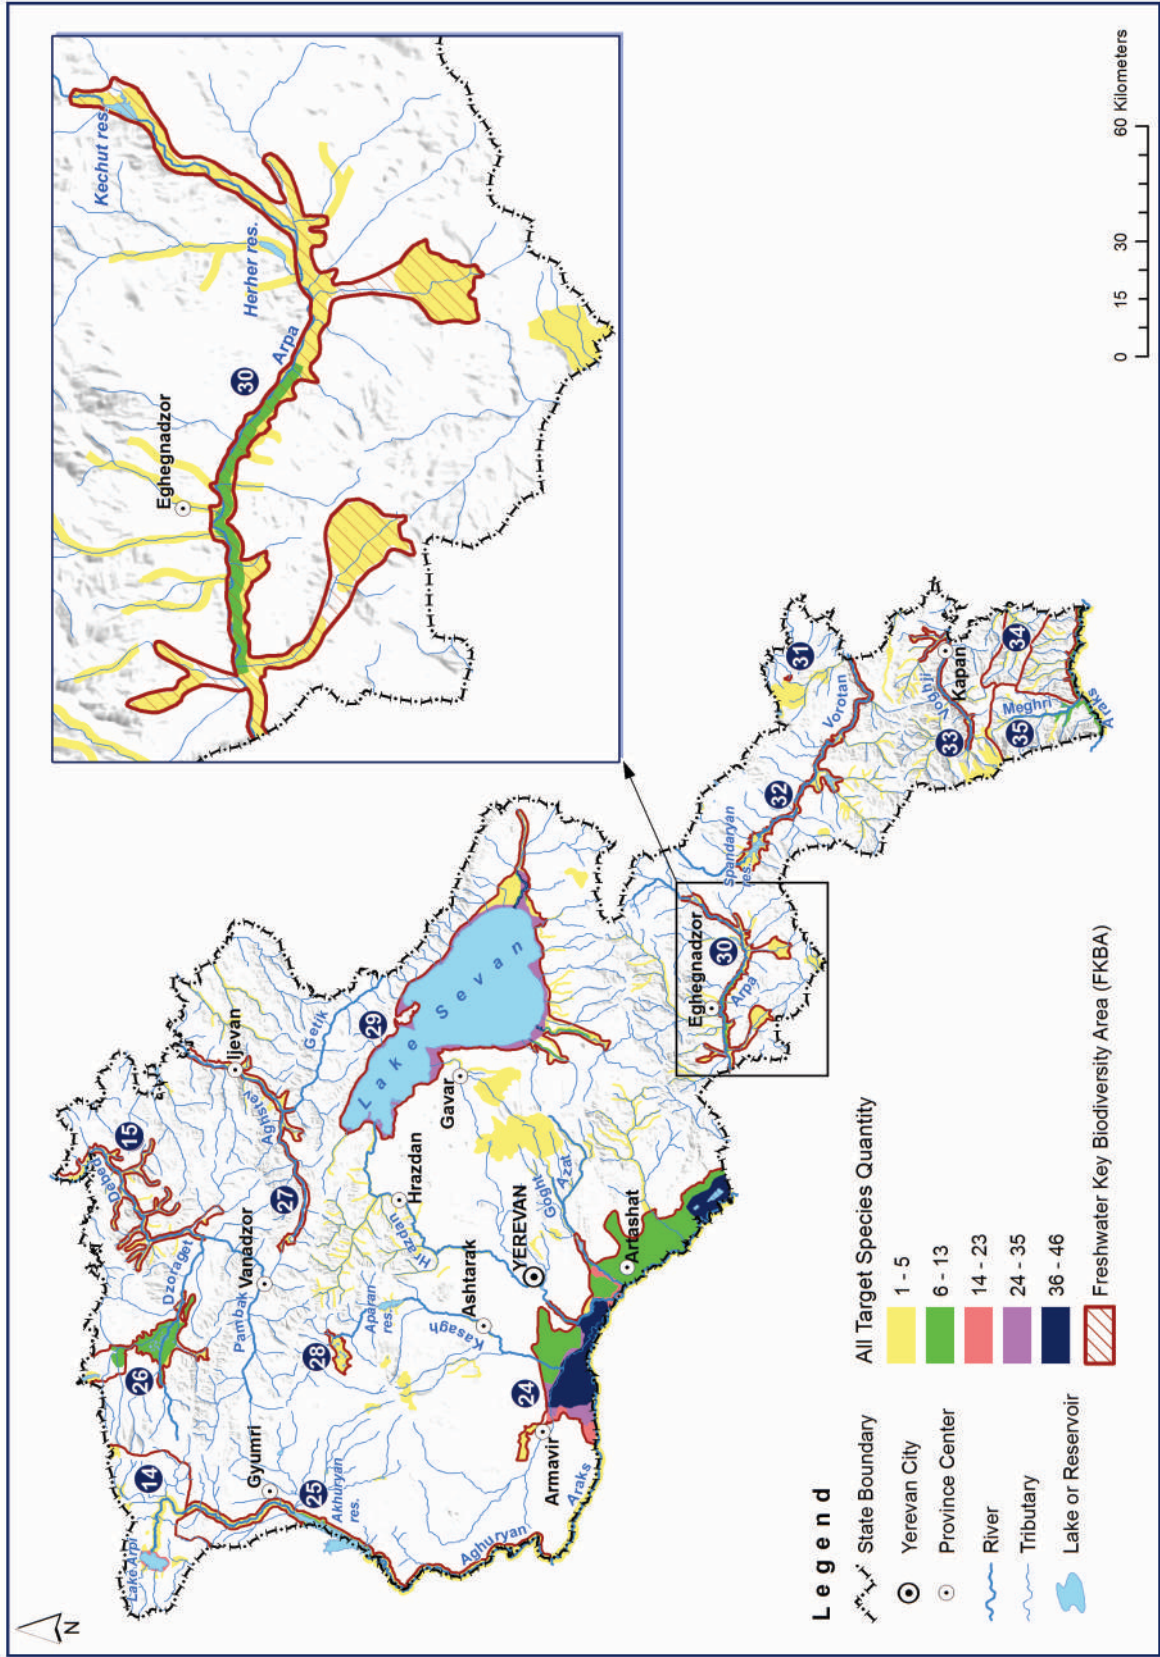 N
Kechut res.
Herher res.
Arpa
30
Eghegnadzor
Lake Arpi
14
26
Dzoraget
Debed
15
Pambak
Vanadzor
Gyumri
25
Akhuryan
res.
28
Aparan
res.
27
Aghstev
Ijevan
Getik
29
Lake Sevan
Gavar
Hrazdan
Hrazdan
Kasagh
Ashtarak
YEREVAN
Goght
Azat
24
Armavir
Artashat
Araks
Aghuryan
Eghegnadzor
30
Arpa
Spandaryan
res.
32
Vorotan
31
Voghji
33
Kapan
34
35
Meghri
Araks
Legend
State Boundary
Yerevan City
Province Center
River
Tributary
Lake or Reservoir
All Target Species Quantity
1 - 5
6 - 13
14 - 23
24 - 35
36 - 46
Freshwater Key Biodiversity Area (FKBA)
0 15 30 60 Kilometers